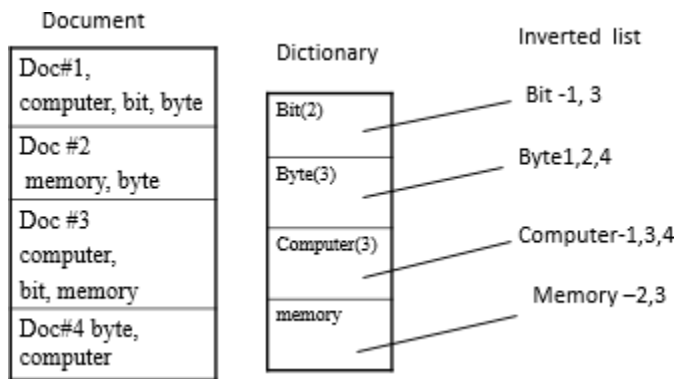 Document
Doc#1,
computer, bit, byte
Doc #2
memory, byte
Doc #3
computer,
bit, memory
Doc#4 byte,
computer
Dictionary
Bit(2)
Byte(3)
Computer(3)
memory
Inverted list
Bit -1, 3
Byte1,2,4
Computer-1,3,4
Memory –2,3